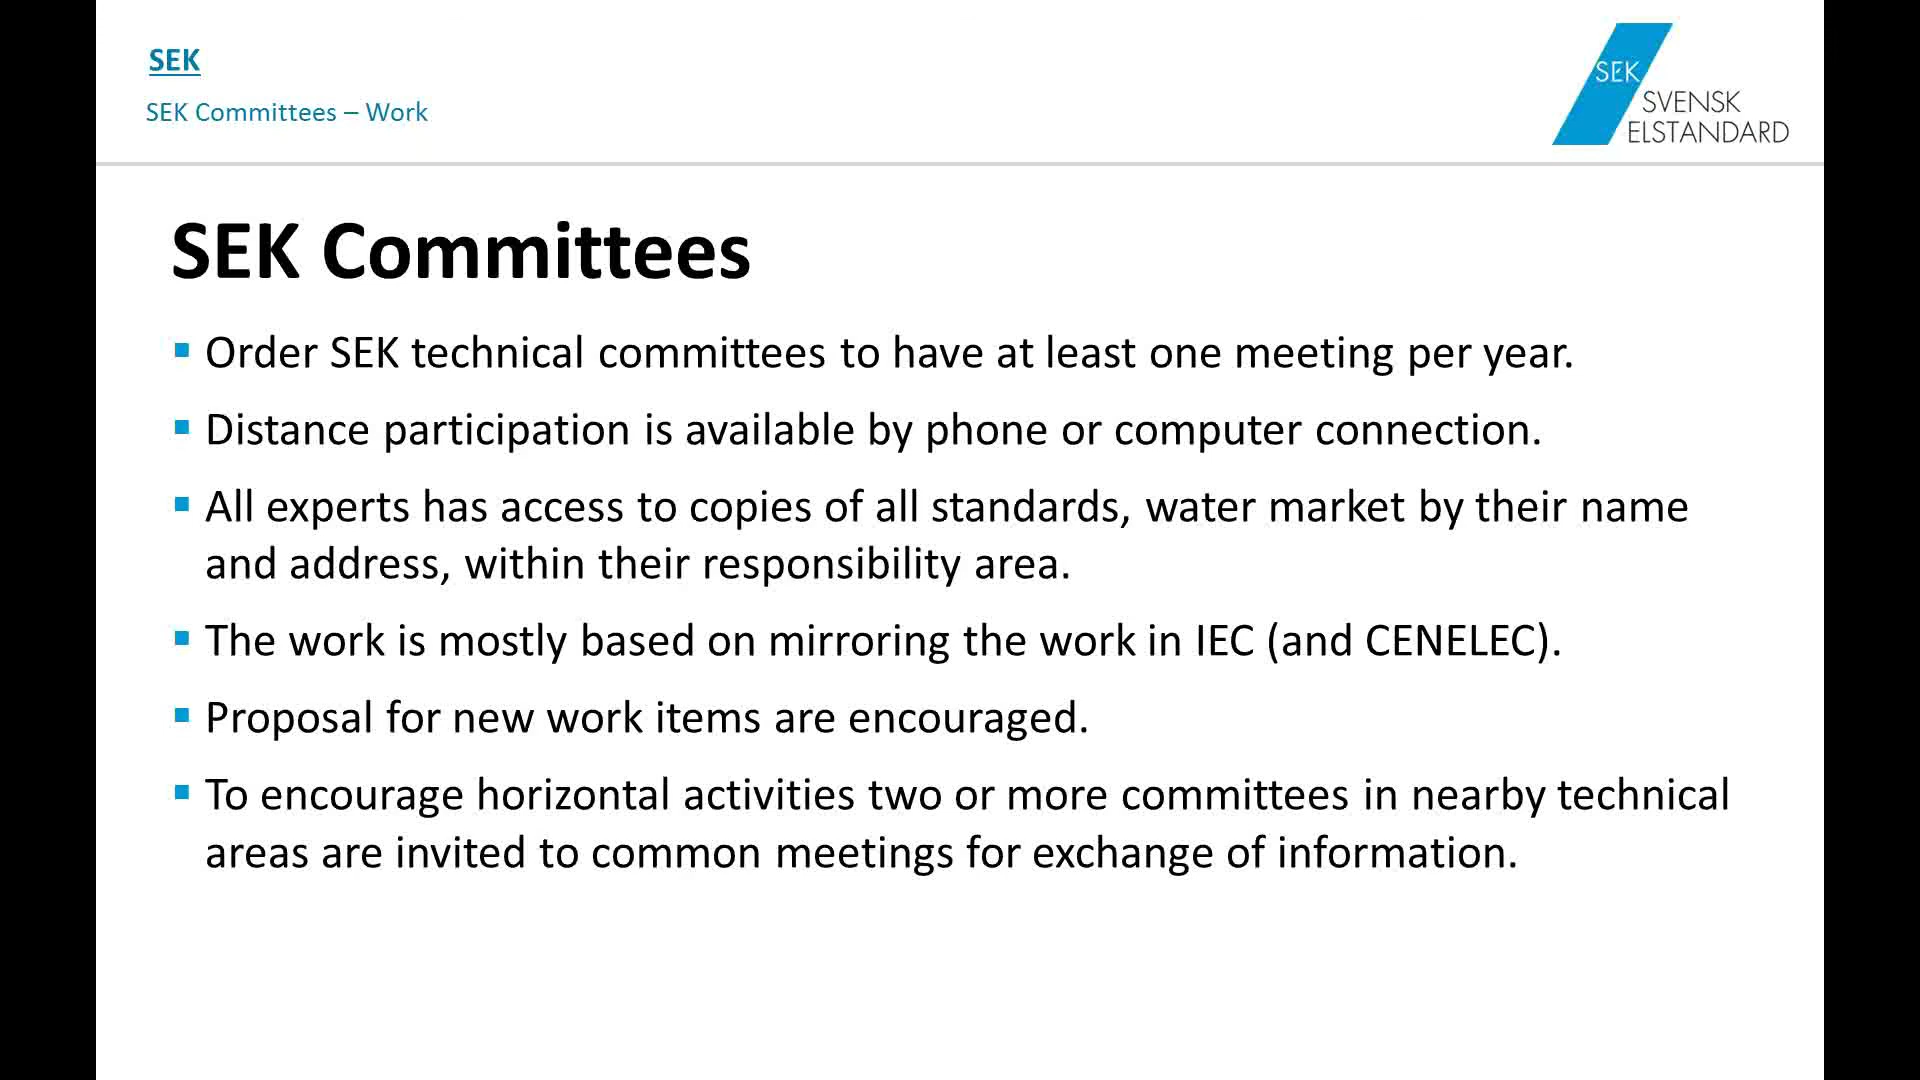 SEK
SEK Committees – Work
SEK
SVENSK
ELSTANDARD
SEK Committees
▪ Order SEK technical committees to have at least one meeting per year.
▪ Distance participation is available by phone or computer connection.
▪ All experts has access to copies of all standards, water market by their name
and address, within their responsibility area.
▪ The work is mostly based on mirroring the work in IEC (and CENELEC).
▪ Proposal for new work items are encouraged.
▪ To encourage horizontal activities two or more committees in nearby technical
areas are invited to common meetings for exchange of information.